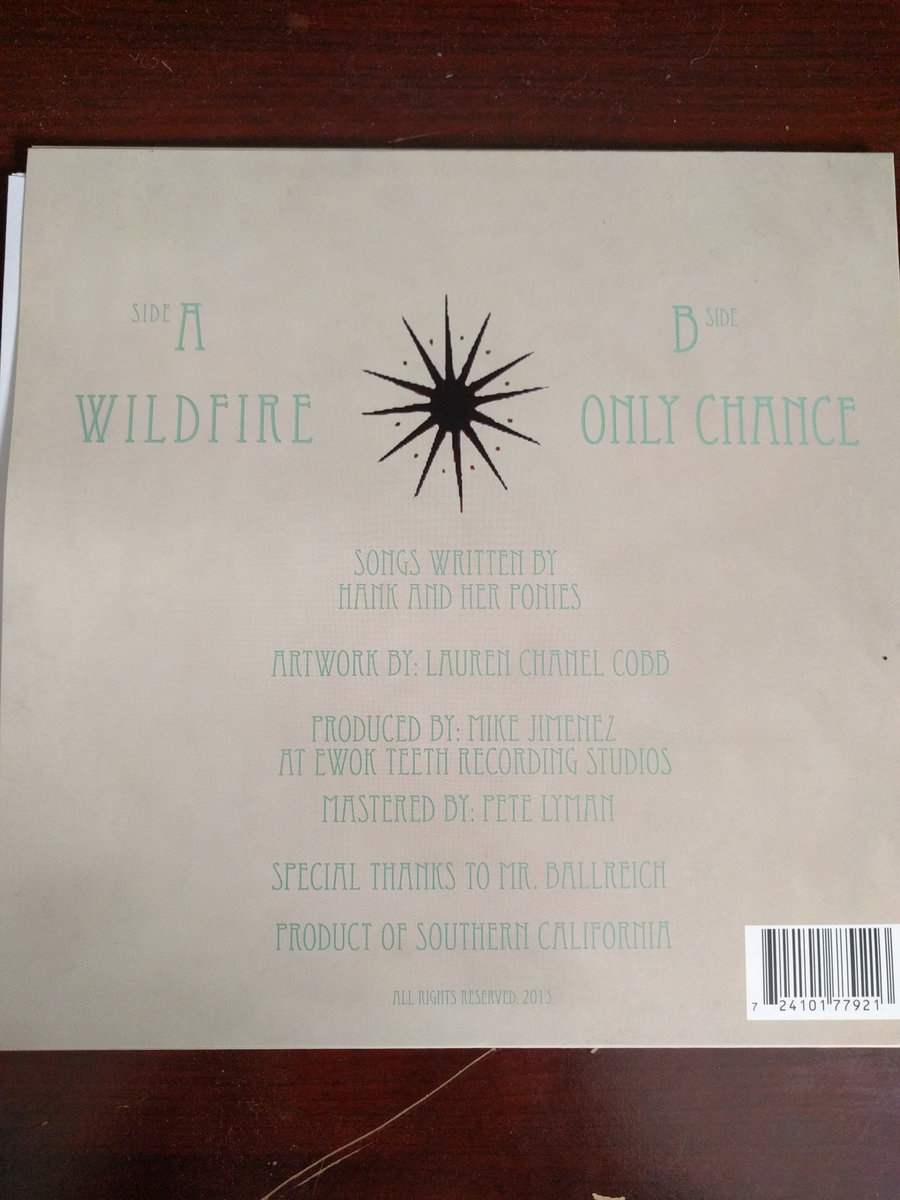 SIDE A
WILDFIRE
B SIDE
ONLY CHANCE
SONGS WRITTEN BY
HANK AND HER PONIES
ARTWORK BY: LAUREN CHANEL COBB
PRODUCED BY: MIKE JIMENEZ
AT EWOK TEETH RECORDING STUDIOS
MASTERED BY: PETE LYMAN
SPECIAL THANKS TO MR. BALLREICH
PRODUCT OF SOUTHERN CALIFORNIA
ALL RIGHTS RESERVED, 2015.
7 24101 77921